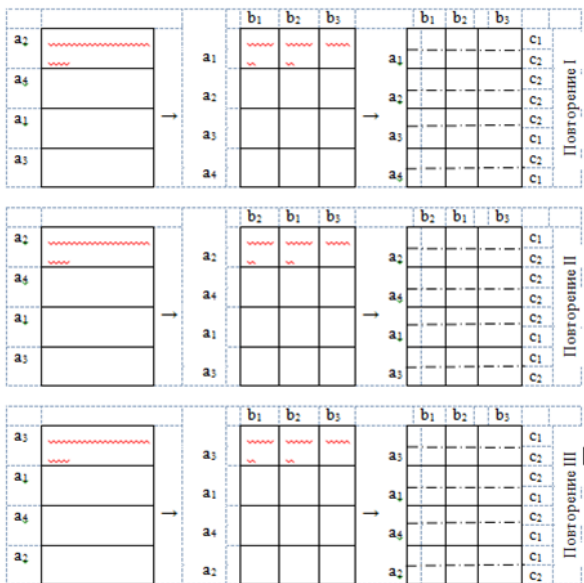 b₁ b₂ b₃ b₁ b₂ b₃
a₂ c₁
a₁ a₁ c₂
a₄ c₂
a₂ a₂ c₂
a₁ → → c₂
a₃ a₃ c₁
a₃ c₂
a₄ a₄ c₁
Повторение I
b₂ b₁ b₃ b₂ b₁ b₃
a₂ c₁
a₂ a₂ c₂
a₄ c₂
a₄ a₄ c₂
a₁ → → c₂
a₁ a₁ c₂
a₃ c₁
a₃ a₃ c₂
Повторение II
b₁ b₂ b₃ b₁ b₂ b₃
a₃ c₁
a₃ a₃ c₂
a₁ c₂
a₁ a₁ c₁
a₄ → → c₂
a₄ a₄ c₁
a₂ c₁
a₂ a₂ c₂
Повторение III